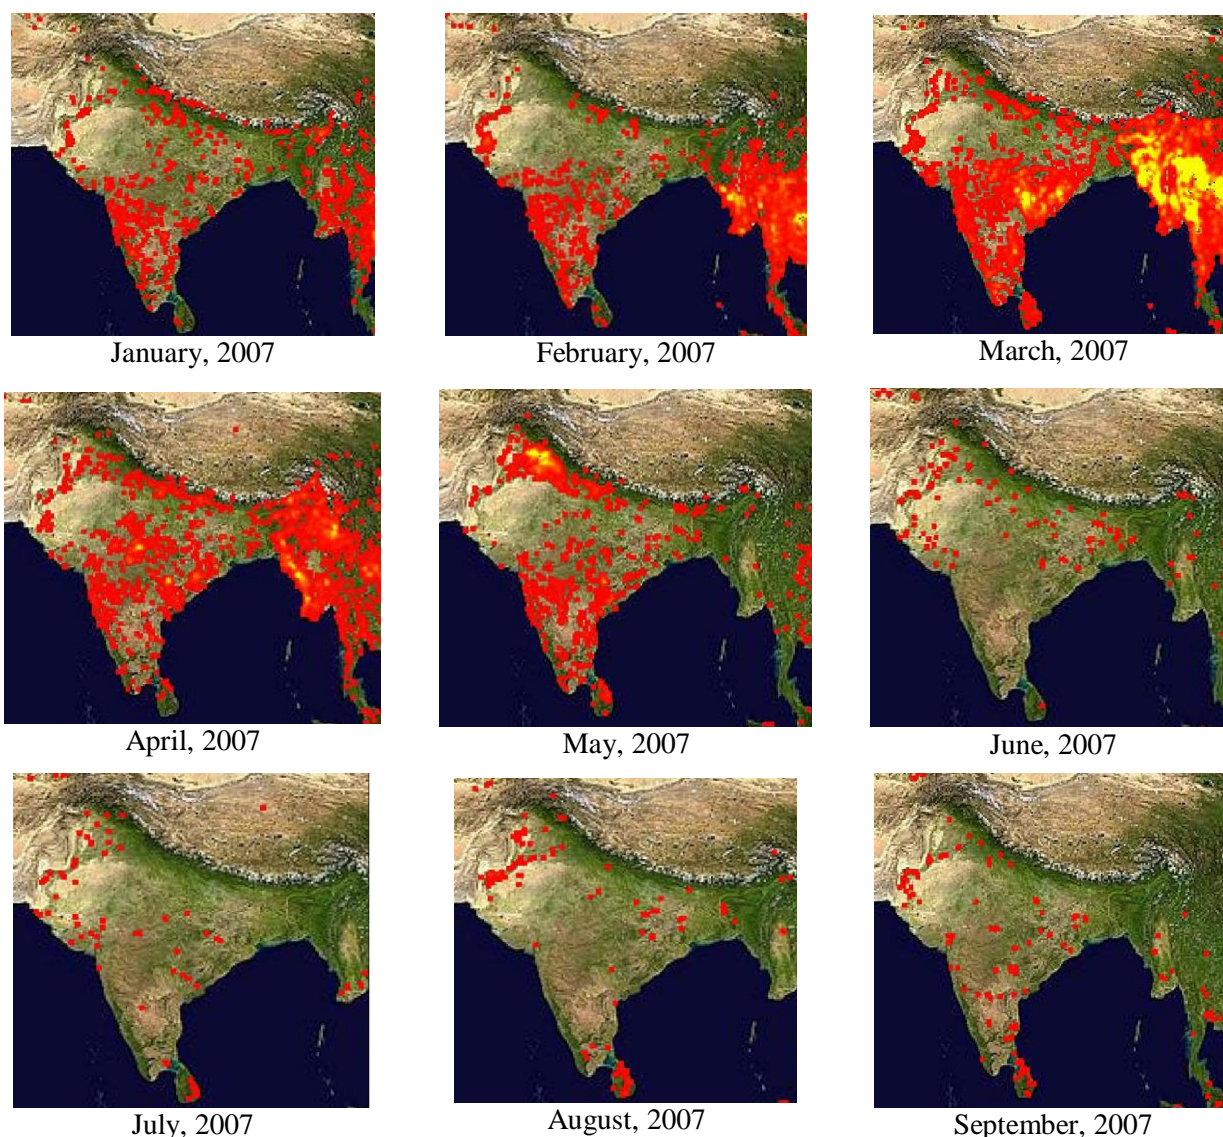 January, 2007
February, 2007
March, 2007
April, 2007
May, 2007
June, 2007
July, 2007
August, 2007
September, 2007